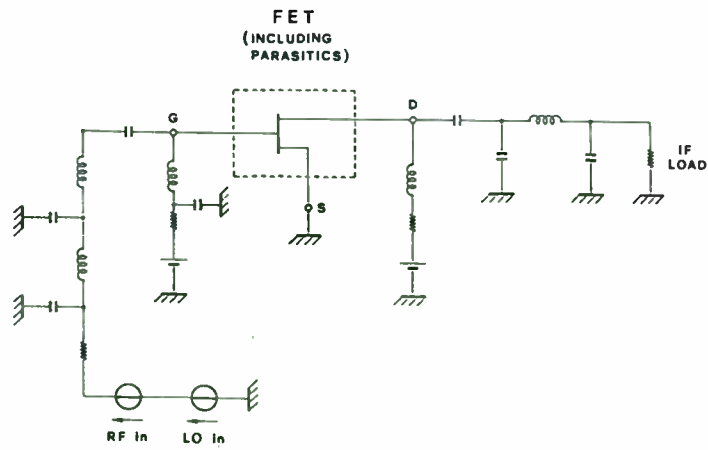 FET
(INCLUDING
PARASITICS)
G
D
S
IF
LOAD
RF in
LO in